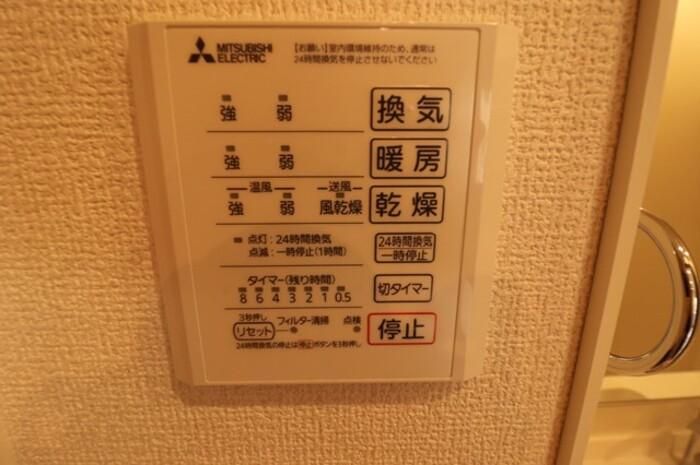 MITSUBISHI ELECTRIC
【お願い】室内環境維持のため、通常は
24時間換気を停止させないでください
強 弱 換気
強 弱 暖房
温風 送風
強 弱 風乾燥 乾燥
点灯:24時間換気
点滅:一時停止(1時間)
24時間換気
一時停止
タイマー(残り時間)
8 6 4 3 2 1 0.5
切タイマー
3秒押し
リセット フィルター清掃 点検 停止
24時間換気の停止は停止ボタンを3秒押し